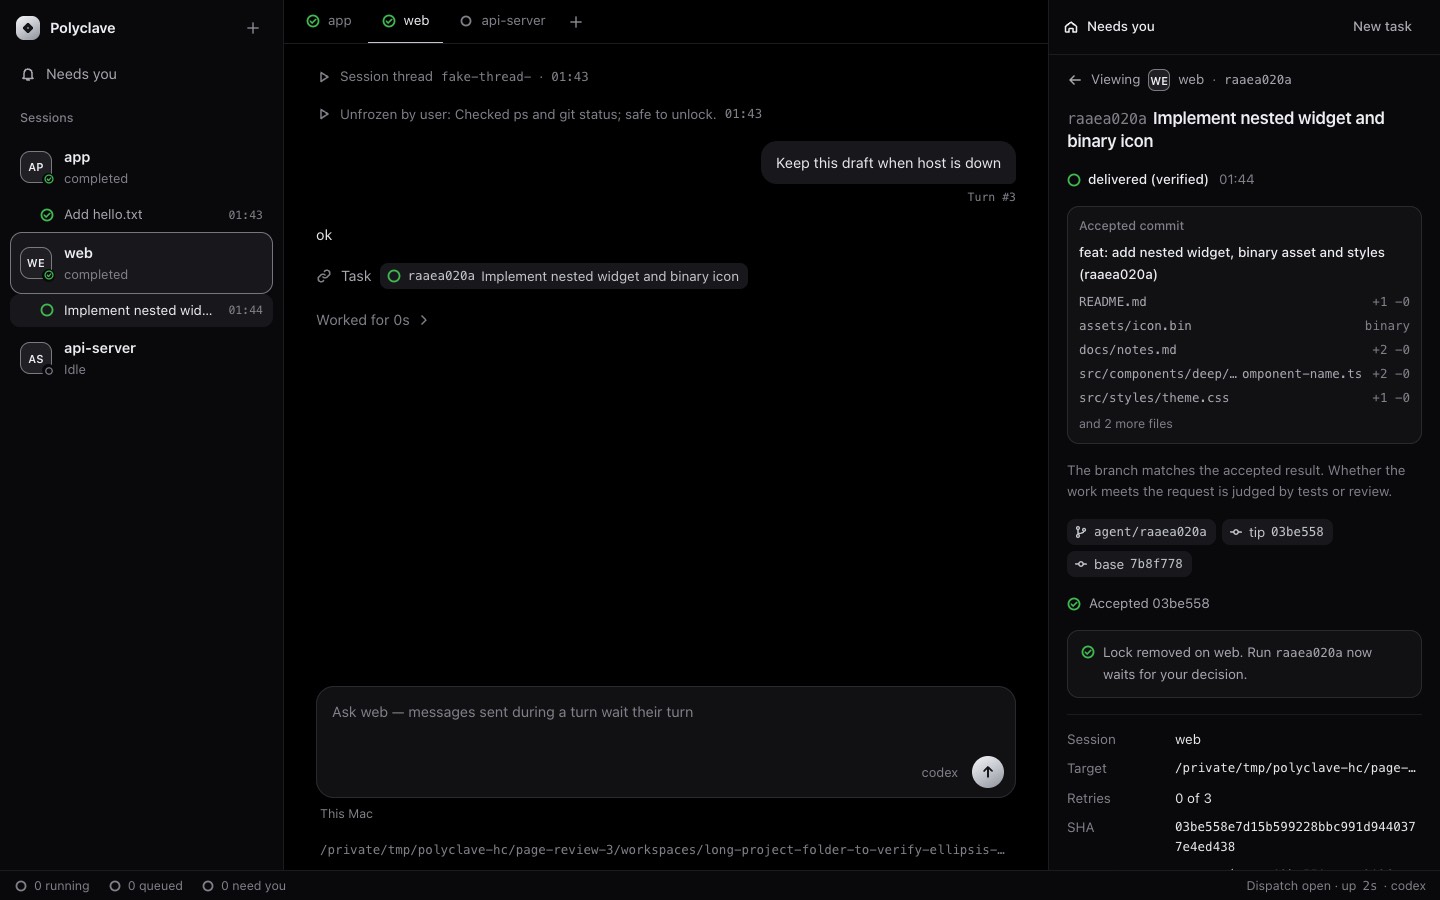 Polyclave
Needs you
Sessions
AP
app
completed
Add hello.txt 01:43
WE
web
completed
Implement nested wid... 01:44
AS
api-server
Idle
app
web
api-server
Session thread fake-thread- · 01:43
Unfrozen by user: Checked ps and git status; safe to unlock. 01:43
Keep this draft when host is down
Turn #3
ok
Task raaea020a Implement nested widget and binary icon
Worked for 0s
Ask web — messages sent during a turn wait their turn
codex
This Mac
/private/tmp/polyclave-hc/page-review-3/workspaces/long-project-folder-to-verify-ellipsis-…
Needs you
New task
Viewing WE web · raaea020a
raaea020a Implement nested widget and
binary icon
delivered (verified) 01:44
Accepted commit
feat: add nested widget, binary asset and styles
(raaea020a)
README.md +1 −0
assets/icon.bin binary
docs/notes.md +2 −0
src/components/deep/… omponent-name.ts +2 −0
src/styles/theme.css +1 −0
and 2 more files
The branch matches the accepted result. Whether the
work meets the request is judged by tests or review.
agent/raaea020a tip 03be558
base 7b8f778
Accepted 03be558
Lock removed on web. Run raaea020a now
waits for your decision.
Session web
Target /private/tmp/polyclave-hc/page-…
Retries 0 of 3
SHA 03be558e7d15b599228bbc991d944037
7e4ed438
0 running 0 queued 0 need you
Dispatch open · up 2s · codex